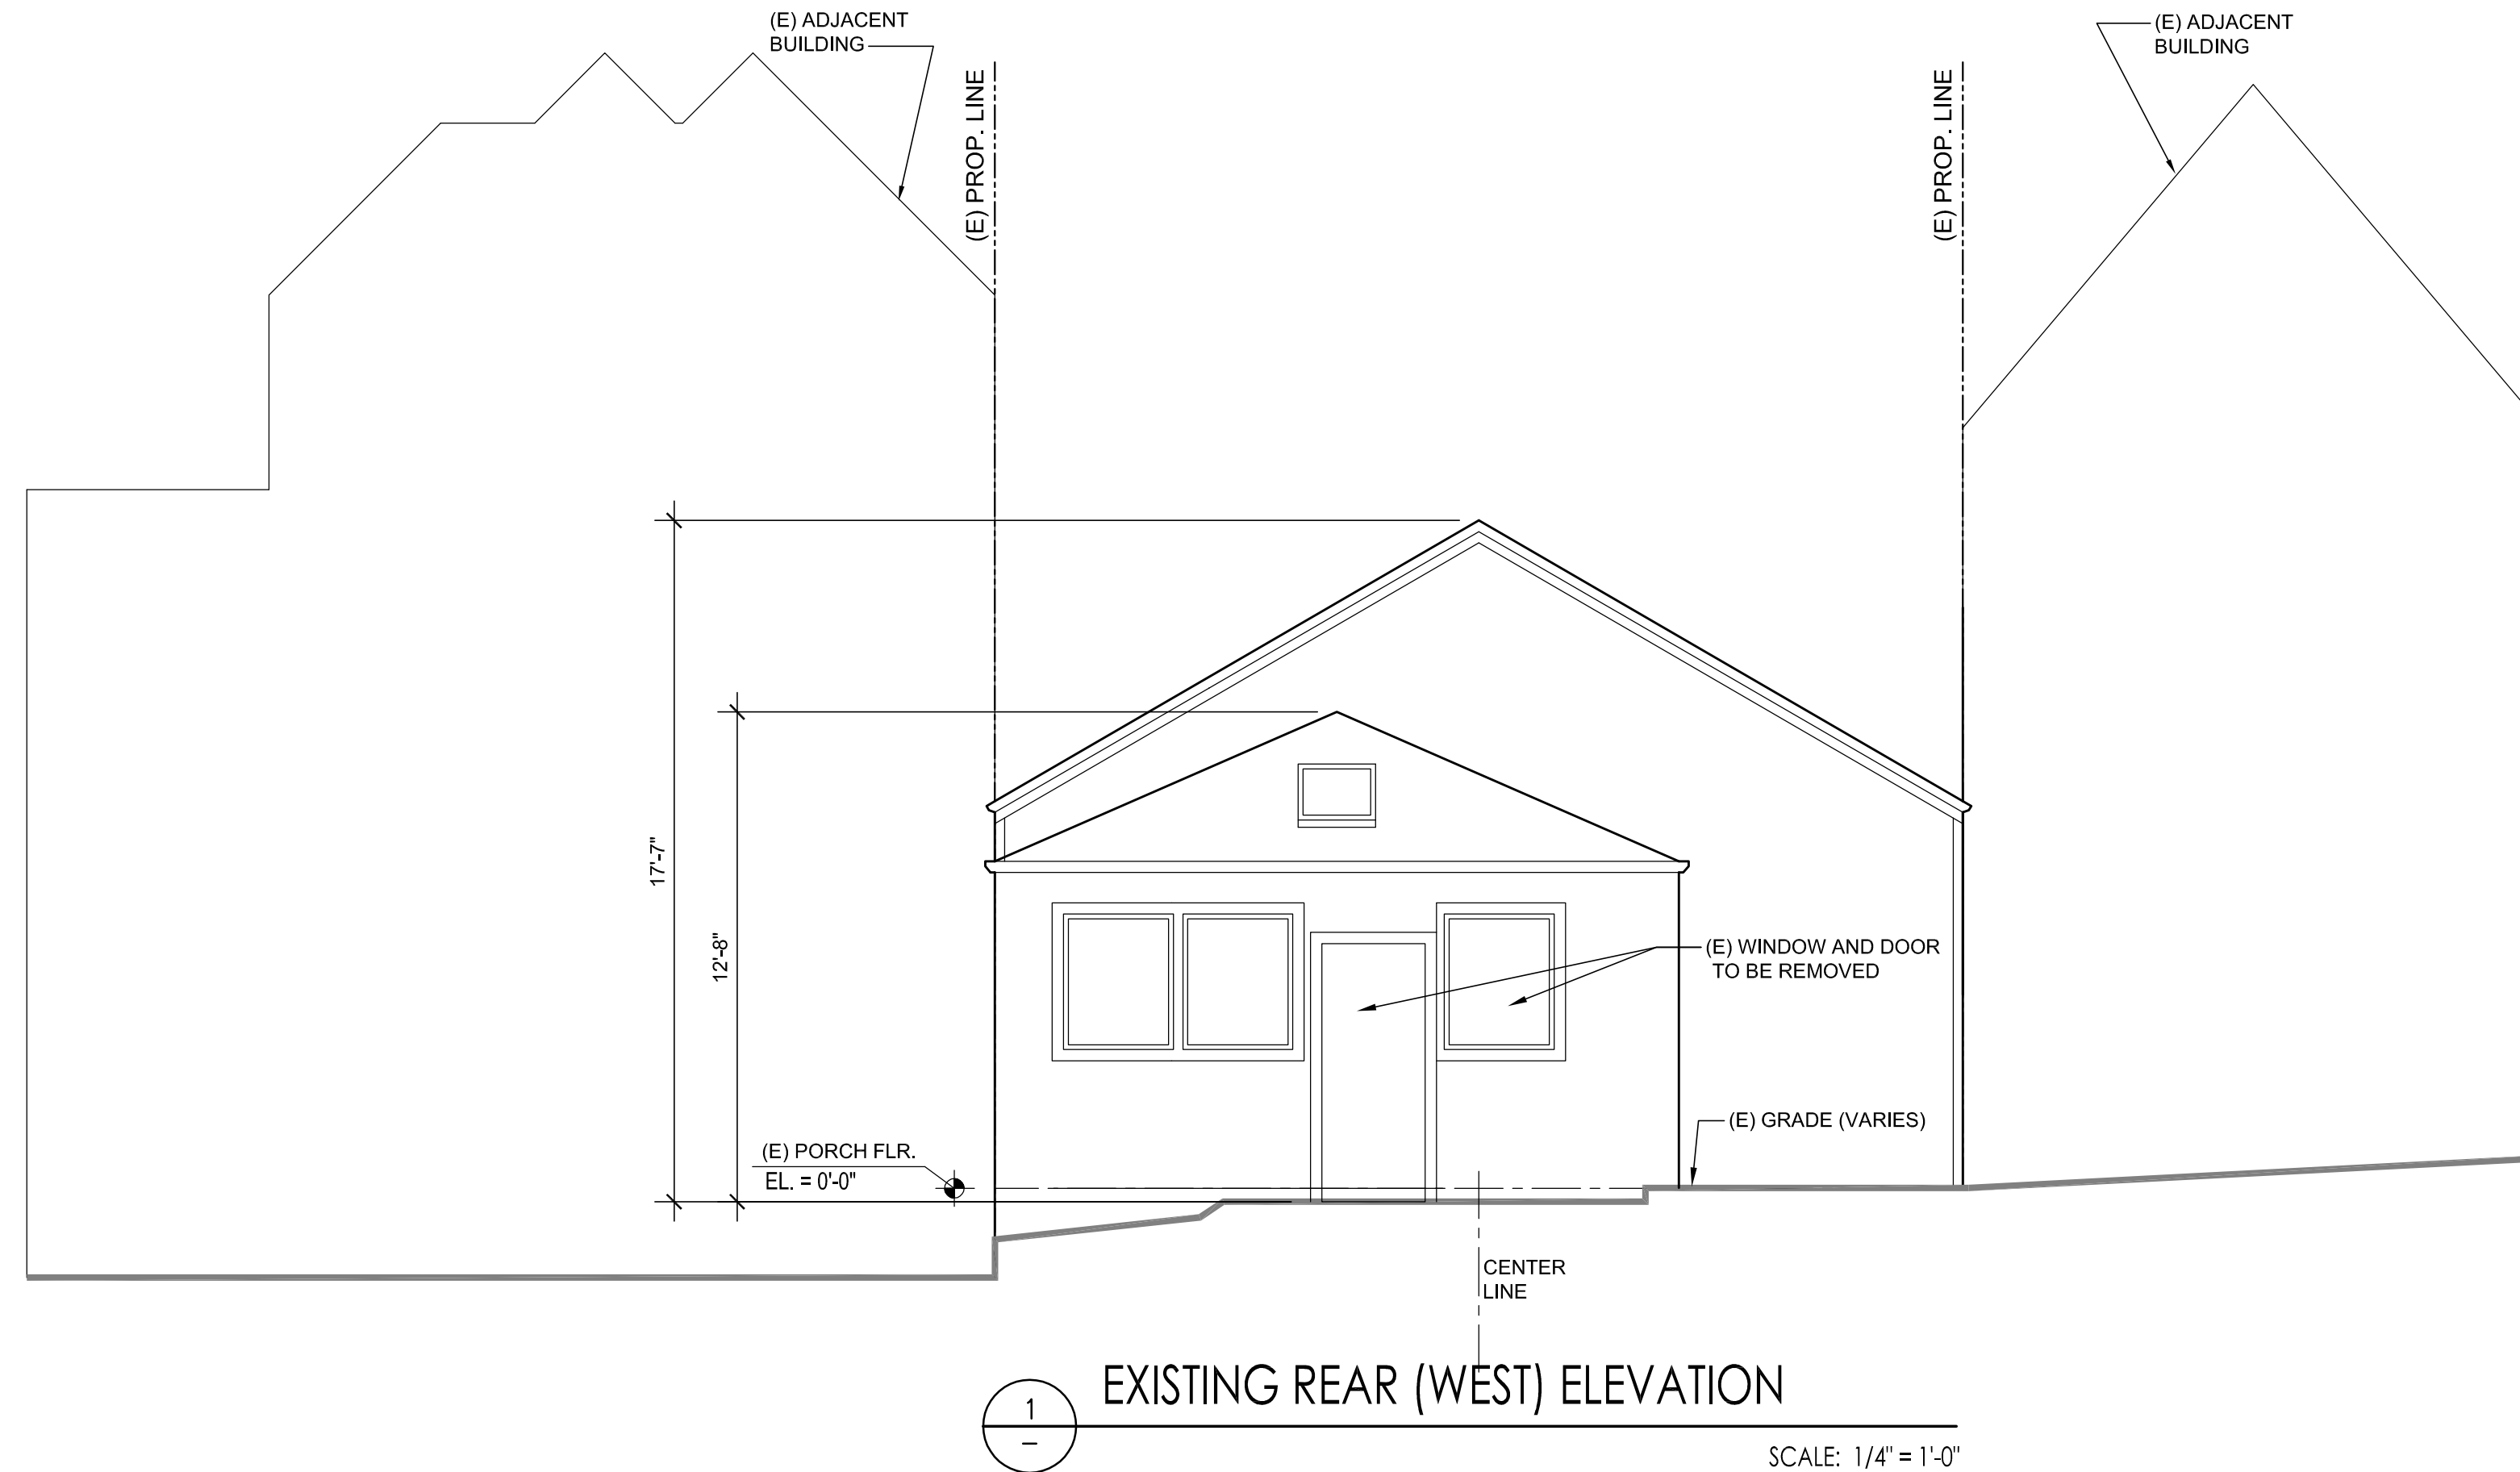 (E) ADJACENT
BUILDING
(E) ADJACENT
BUILDING
(E) PROP. LINE
(E) PROP. LINE
17'-7"
12'-8"
(E) WINDOW AND DOOR
TO BE REMOVED
(E) GRADE (VARIES)
(E) PORCH FLR.
EL. = 0'-0"
CENTER
LINE
EXISTING REAR (WEST) ELEVATION
1
–
SCALE: 1/4" = 1'-0"